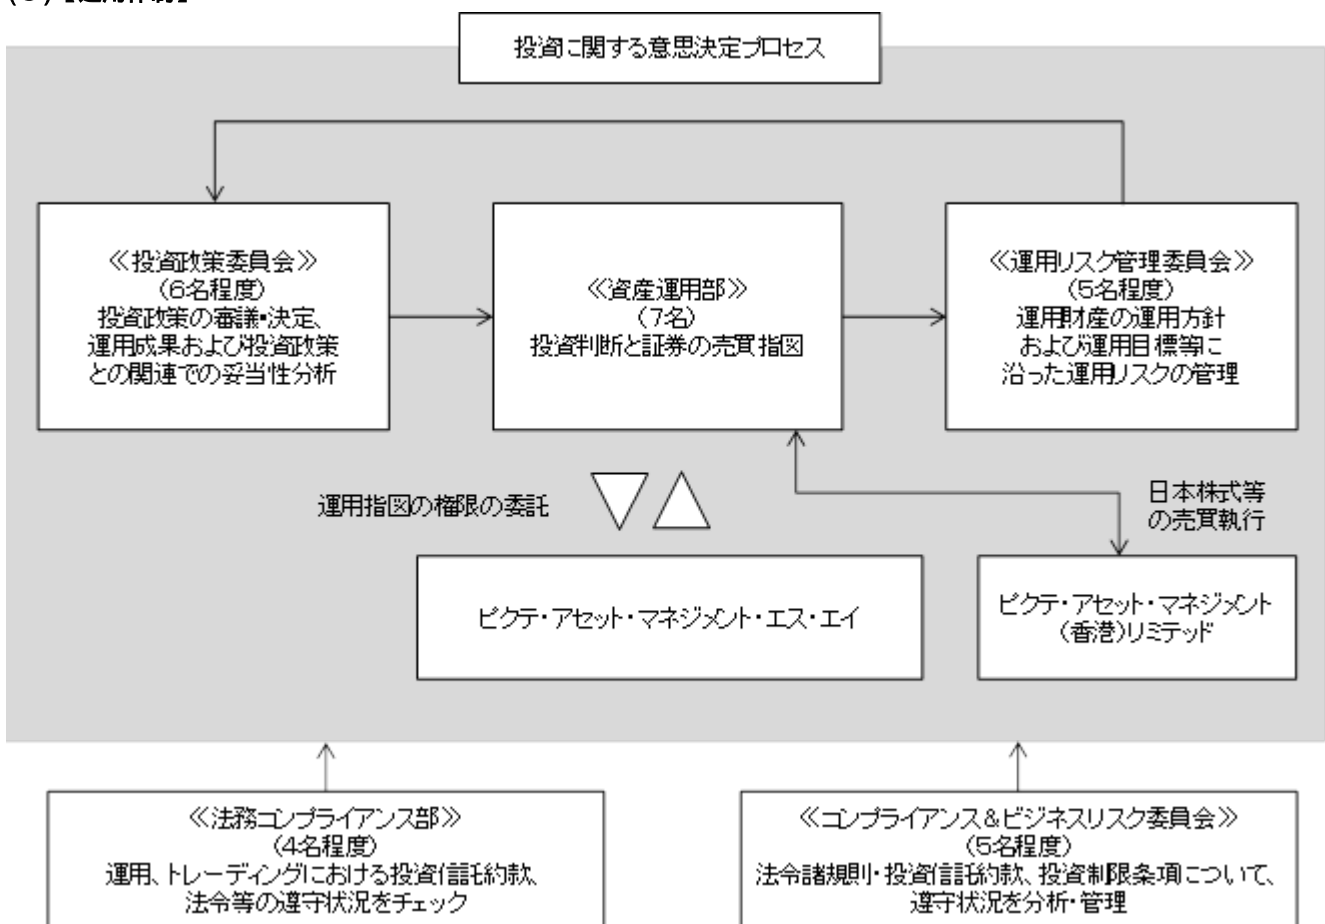 投資に関する意思決定プロセス
≪投資政策委員会≫
(6名程度)
投資政策の審議・決定、
運用成果および投資政策
との関連での妥当性分析
≪資産運用部≫
(7名)
投資判断と証券の売買指図
≪運用リスク管理委員会≫
(5名程度)
運用財産の運用方針
および運用目標等に
沿った運用リスクの管理
運用指図の権限の委託
日本株式等
の売買執行
ピクテ・アセット・マネジメント・エス・エイ
ピクテ・アセット・マネジメント
(香港)リミテッド
≪法務コンプライアンス部≫
(4名程度)
運用、トレーディングにおける投資信託約款、
法令等の遵守状況をチェック
≪コンプライアンス&ビジネスリスク委員会≫
(5名程度)
法令諸規則・投資信託約款、投資制限条項について、
遵守状況を分析・管理